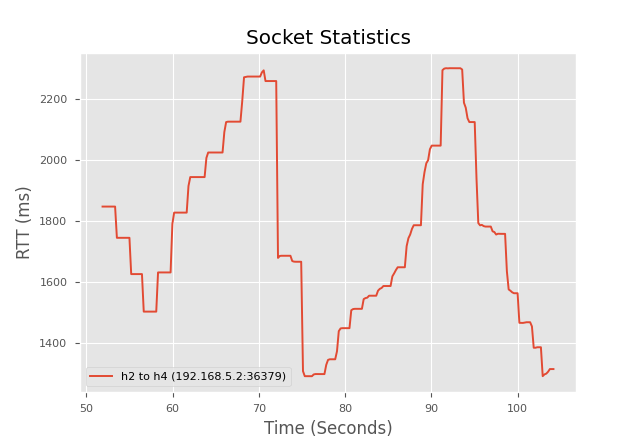 Socket Statistics
RTT (ms)
2200
2000
1800
1600
1400
h2 to h4 (192.168.5.2:36379)
50 60 70 80 90 100
Time (Seconds)